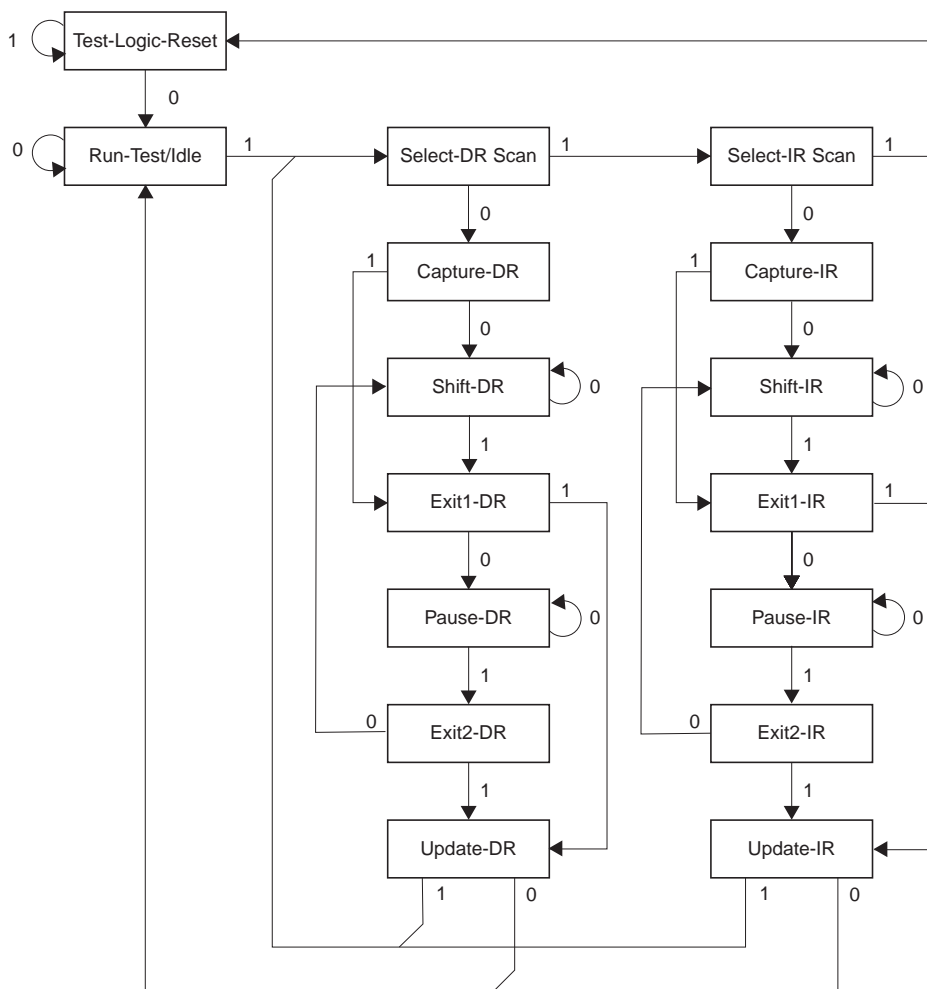 1 Test-Logic-Reset
0
0 Run-Test/Idle 1 Select-DR Scan 1 Select-IR Scan 1
0 0
1 Capture-DR 1 Capture-IR
0 0
Shift-DR 0 Shift-IR 0
1 1
Exit1-DR 1 Exit1-IR 1
0 0
Pause-DR 0 Pause-IR 0
1 1
0 Exit2-DR 0 Exit2-IR
1 1
Update-DR Update-IR
1 0 1 0